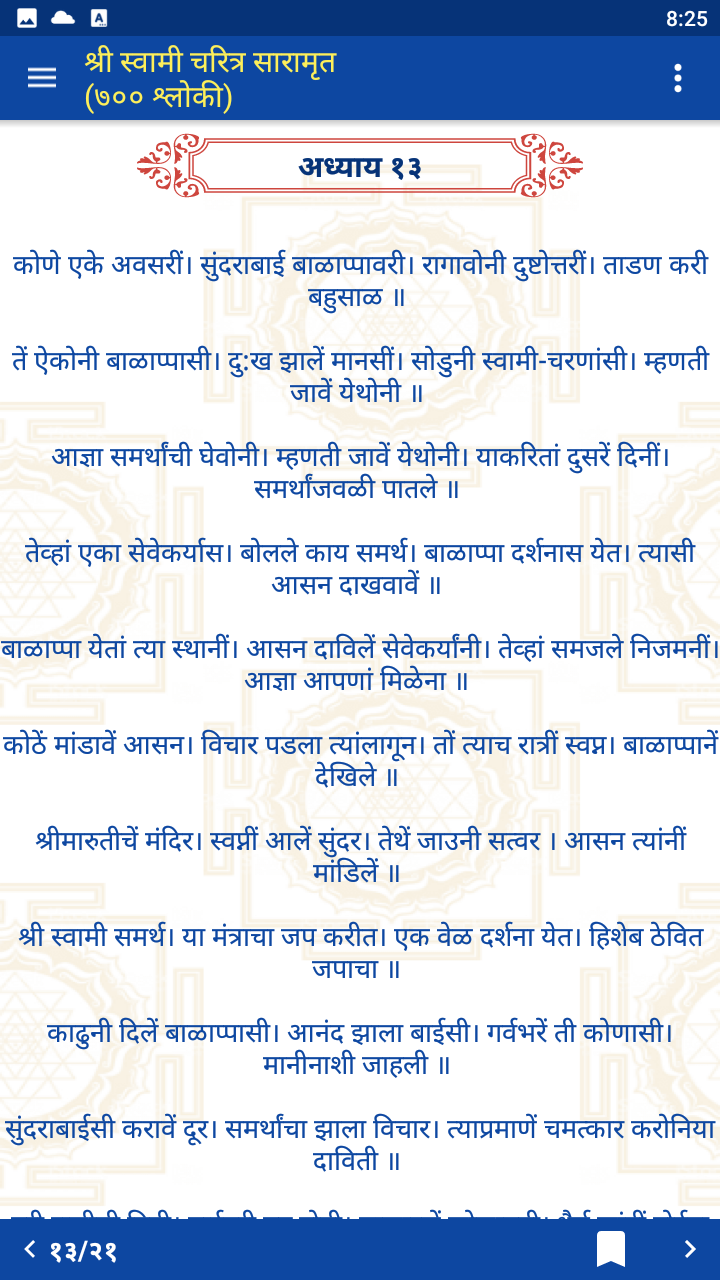 8:25
श्री स्वामी चरित्र सारामृत
(७०० श्लोकी)
अध्याय १३
कोणे एके अवसरीं। सुंदराबाई बाळाप्पावरी। रागावोनी दुष्टोत्तरीं। ताडण करी
बहुसाळ ॥
तें ऐकोनी बाळाप्पासी। दु:ख झालें मानसीं। सोडुनी स्वामी-चरणांसी। म्हणती
जावें येथोनी ॥
आज्ञा समर्थांची घेवोनी। म्हणती जावें येथोनी। याकरितां दुसरें दिनीं।
समर्थांजवळी पातले ॥
तेव्हां एका सेवेकर्यास। बोलले काय समर्थ। बाळाप्पा दर्शनास येत। त्यासी
आसन दाखवावें ॥
बाळाप्पा येतां त्या स्थानीं। आसन दाविलें सेवेकर्यांनी। तेव्हां समजले निजमनीं।
आज्ञा आपणां मिळेना ॥
कोठें मांडावें आसन। विचार पडला त्यांलागून। तों त्याच रात्रीं स्वप्न। बाळाप्पानें
देखिले ॥
श्रीमारुतीचें मंदिर। स्वप्नीं आलें सुंदर। तेथें जाउनी सत्वर । आसन त्यांनीं
मांडिलें ॥
श्री स्वामी समर्थ। या मंत्राचा जप करीत। एक वेळ दर्शना येत। हिशेब ठेवित
जपाचा ॥
काढुनी दिलें बाळाप्पासी। आनंद झाला बाईसी। गर्वभरें ती कोणासी।
मानीनाशी जाहली ॥
सुंदराबाईसी करावें दूर। समर्थांचा झाला विचार। त्याप्रमाणें चमत्कार करोनिया
दाविती ॥
१३/२१